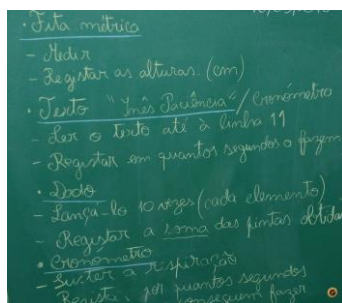 • Fita métrica
- Medir
- Registar as alturas. (cm)
• Texto "Inês Paciência" / Cronómetro
- Ler o texto até à linha 11
- Registar em quantos segundos o fazem
• Dado
- Lança-lo 10 vezes (cada elemento)
- Registar a soma das pintas obtidas
• Cronometro
- Suster a respiração
Registar por quantos segundos
conseguem fazer